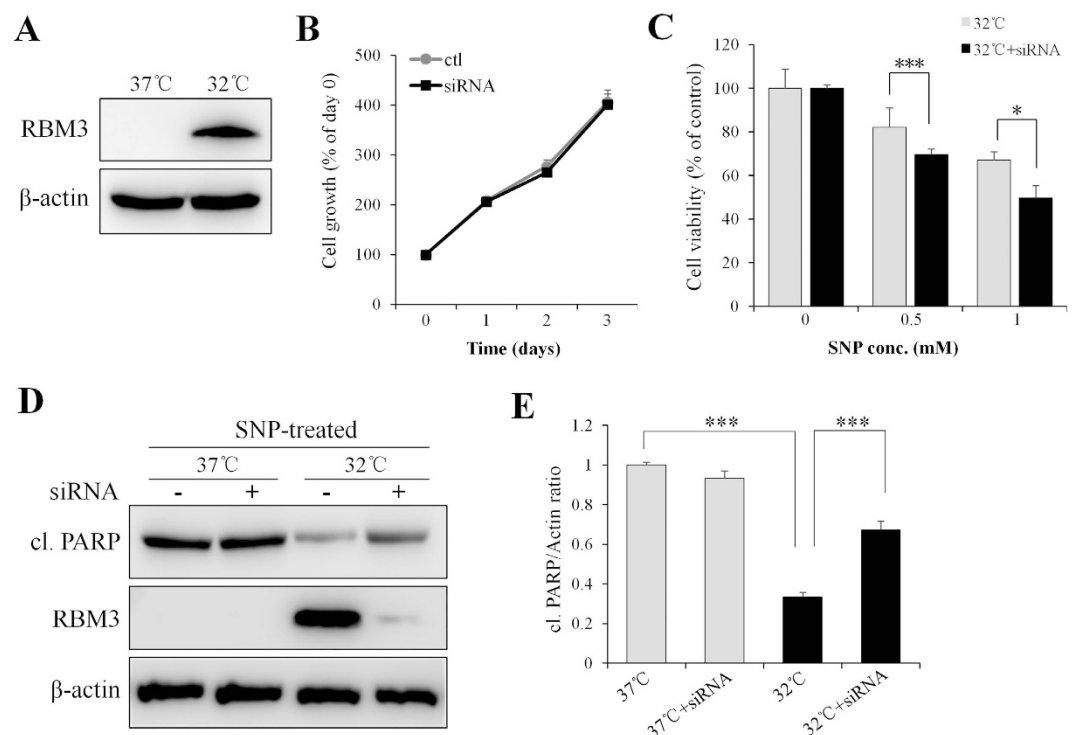 A
37℃ 32℃
RBM3
β-actin
B
500
400
300
200
100
0
Cell growth (% of day 0)
ctl
siRNA
0 1 2 3
Time (days)
C
32℃
32℃+siRNA
120
100
80
60
40
20
0
Cell viability (% of control)
***
*
0 0.5 1
SNP conc. (mM)
D
SNP-treated
37℃ 32℃
siRNA - + - +
cl. PARP
RBM3
β-actin
E
1.2
1
0.8
0.6
0.4
0.2
0
cl. PARP/Actin ratio
*** ***
37℃
37℃+siRNA
32℃
32℃+siRNA